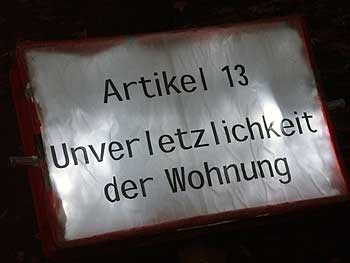 Artikel 13
Unverletzlichkeit
der Wohnung